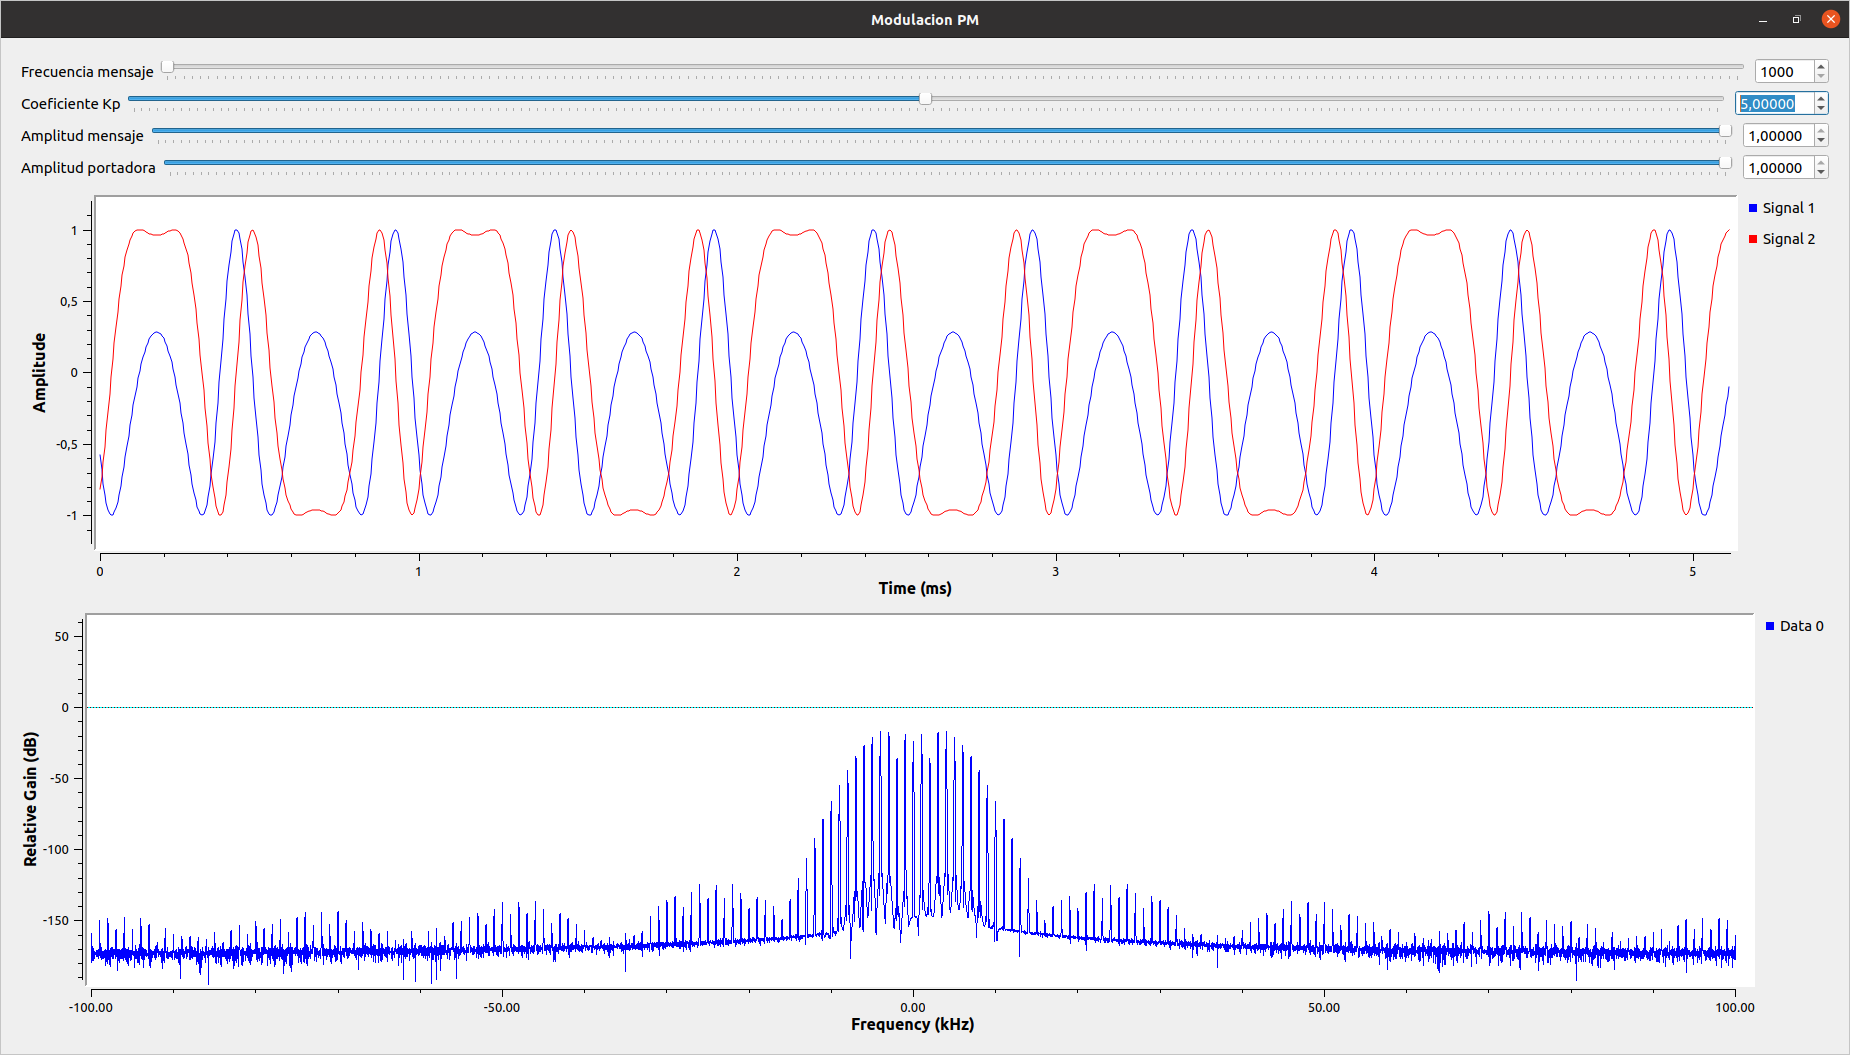 Modulacion PM
Frecuencia mensaje 1000
Coeficiente Kp 5,00000
Amplitud mensaje 1,00000
Amplitud portadora 1,00000
Signal 1
Signal 2
Amplitude
1
0,5
0
-0,5
-1
0 1 2 3 4 5
Time (ms)
Data 0
Relative Gain (dB)
50
0
-50
-100
-150
-100.00 -50.00 0.00 50.00 100.00
Frequency (kHz)